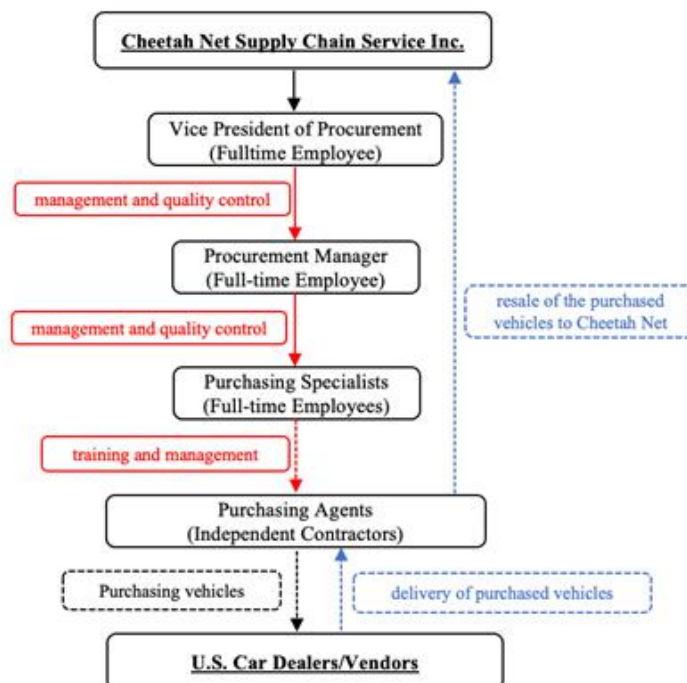 Cheetah Net Supply Chain Service Inc.
Vice President of Procurement
(Fulltime Employee)
management and quality control
Procurement Manager
(Full-time Employee)
resale of the purchased
vehicles to Cheetah Net
management and quality control
Purchasing Specialists
(Full-time Employees)
training and management
Purchasing Agents
(Independent Contractors)
Purchasing vehicles
delivery of purchased vehicles
U.S. Car Dealers/Vendors